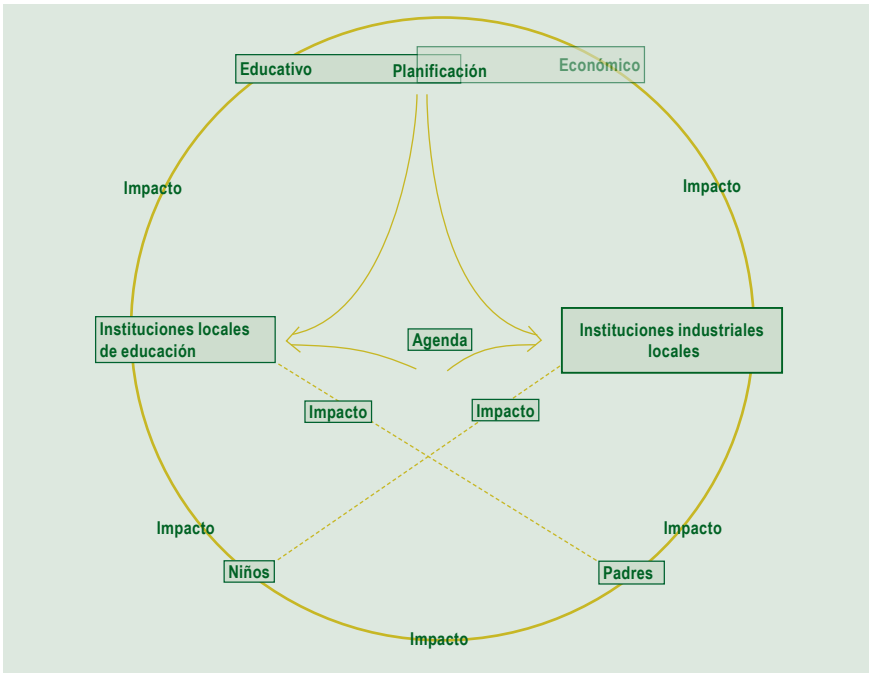 Educativo
Planificación
Económico
Impacto
Impacto
Instituciones locales
de educación
Agenda
Instituciones industriales
locales
Impacto
Impacto
Impacto
Impacto
Niños
Padres
Impacto